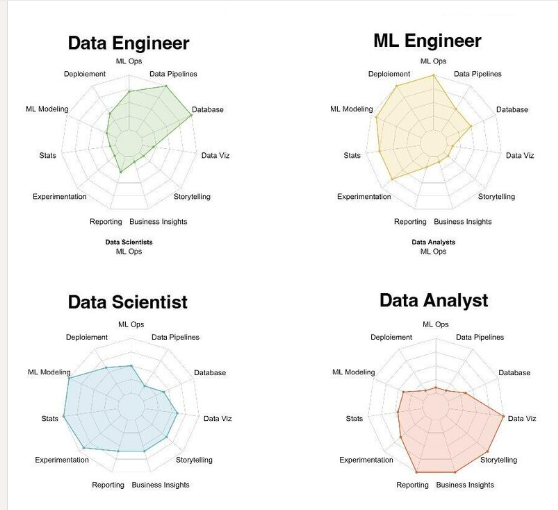 Data Engineer
ML Ops
Deploiement
Data Pipelines
ML Modeling
Database
Stats
Data Viz
Experimentation
Storytelling
Reporting
Business Insights
Data Scientists
ML Ops
ML Engineer
ML Ops
Deploiement
Data Pipelines
ML Modeling
Database
Stats
Data Viz
Experimentation
Storytelling
Reporting
Business Insights
Data Analysts
ML Ops
Data Scientist
ML Ops
Deploiement
Data Pipelines
ML Modeling
Database
Stats
Data Viz
Experimentation
Storytelling
Reporting
Business Insights
Data Analyst
ML Ops
Deploiement
Data Pipelines
ML Modeling
Database
Stats
Data Viz
Experimentation
Storytelling
Reporting
Business Insights